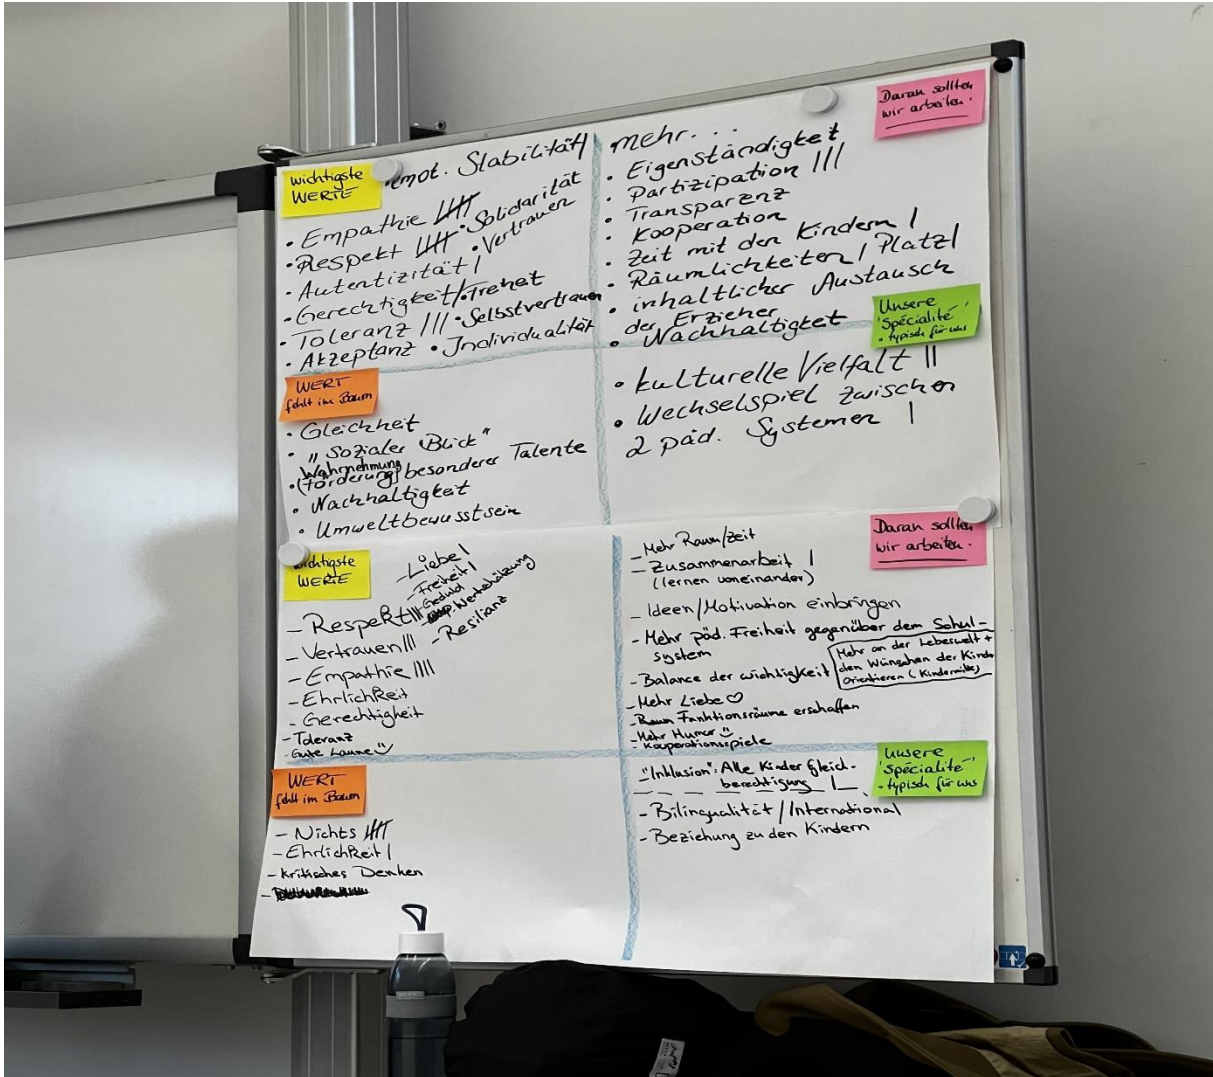 wichtigste
WERTE
emot. Stabilität |
• Empathie |||| • Solidarität
• Respekt |||| • Vertrauen
• Autentizität |
• Gerechtigkeit / • Freiheit
• Toleranz ||| • Selbstvertrauen
• Akzeptanz • Individualität
Daran sollten
wir arbeiten.
mehr...
• Eigenständigkeit
• Partizipation |||
• Transparenz
• Kooperation
• Zeit mit den Kindern |
• Räumlichkeiten / Platz |
• inhaltlicher Austausch
der Erzieher
• Nachhaltigkeit
WERT
fehlt im Baum
• Gleichheit
• "Sozialer Blick"
Wahrnehmung
• (Förderung) besonderer Talente
• Nachhaltigkeit
• Umweltbewusstsein
Unsere
'Spécialité'
• typisch für uns
• kulturelle Vielfalt ||
• Wechselspiel zwischen
2 päd. Systemen |
wichtigste
WERTE
- Liebe |
- Freiheit |
- Geduld
Wertschätzung
- Resilianz
- Respekt |||
- Vertrauen |||
- Empathie ||||
- Ehrlichkeit
- Gerechtigkeit
- Toleranz
- Gute Laune
Daran sollten
wir arbeiten.
- Mehr Raum/Zeit
- Zusammenarbeit |
(lernen voneinander)
- Ideen/Motivation einbringen
- Mehr päd. Freiheit gegenüber dem Schul-
system
- Balance der wichtigkeit
Mehr an der Lebeswelt +
den Wünschen der Kinde
orientieren (Kindermitte)
- Mehr Liebe ♡
- Funktionsräume erschaffen
- Mehr Humor
- Kooperationsspiele
WERT
fehlt im Baum
- Nichts ||||
- Ehrlichkeit |
- kritisches Denken
Unsere
'spécialité'
- typisch für uns
- "Inklusion": Alle Kinder Gleich-
berechtigung |
- Bilingualität / International
- Beziehung zu den Kindern